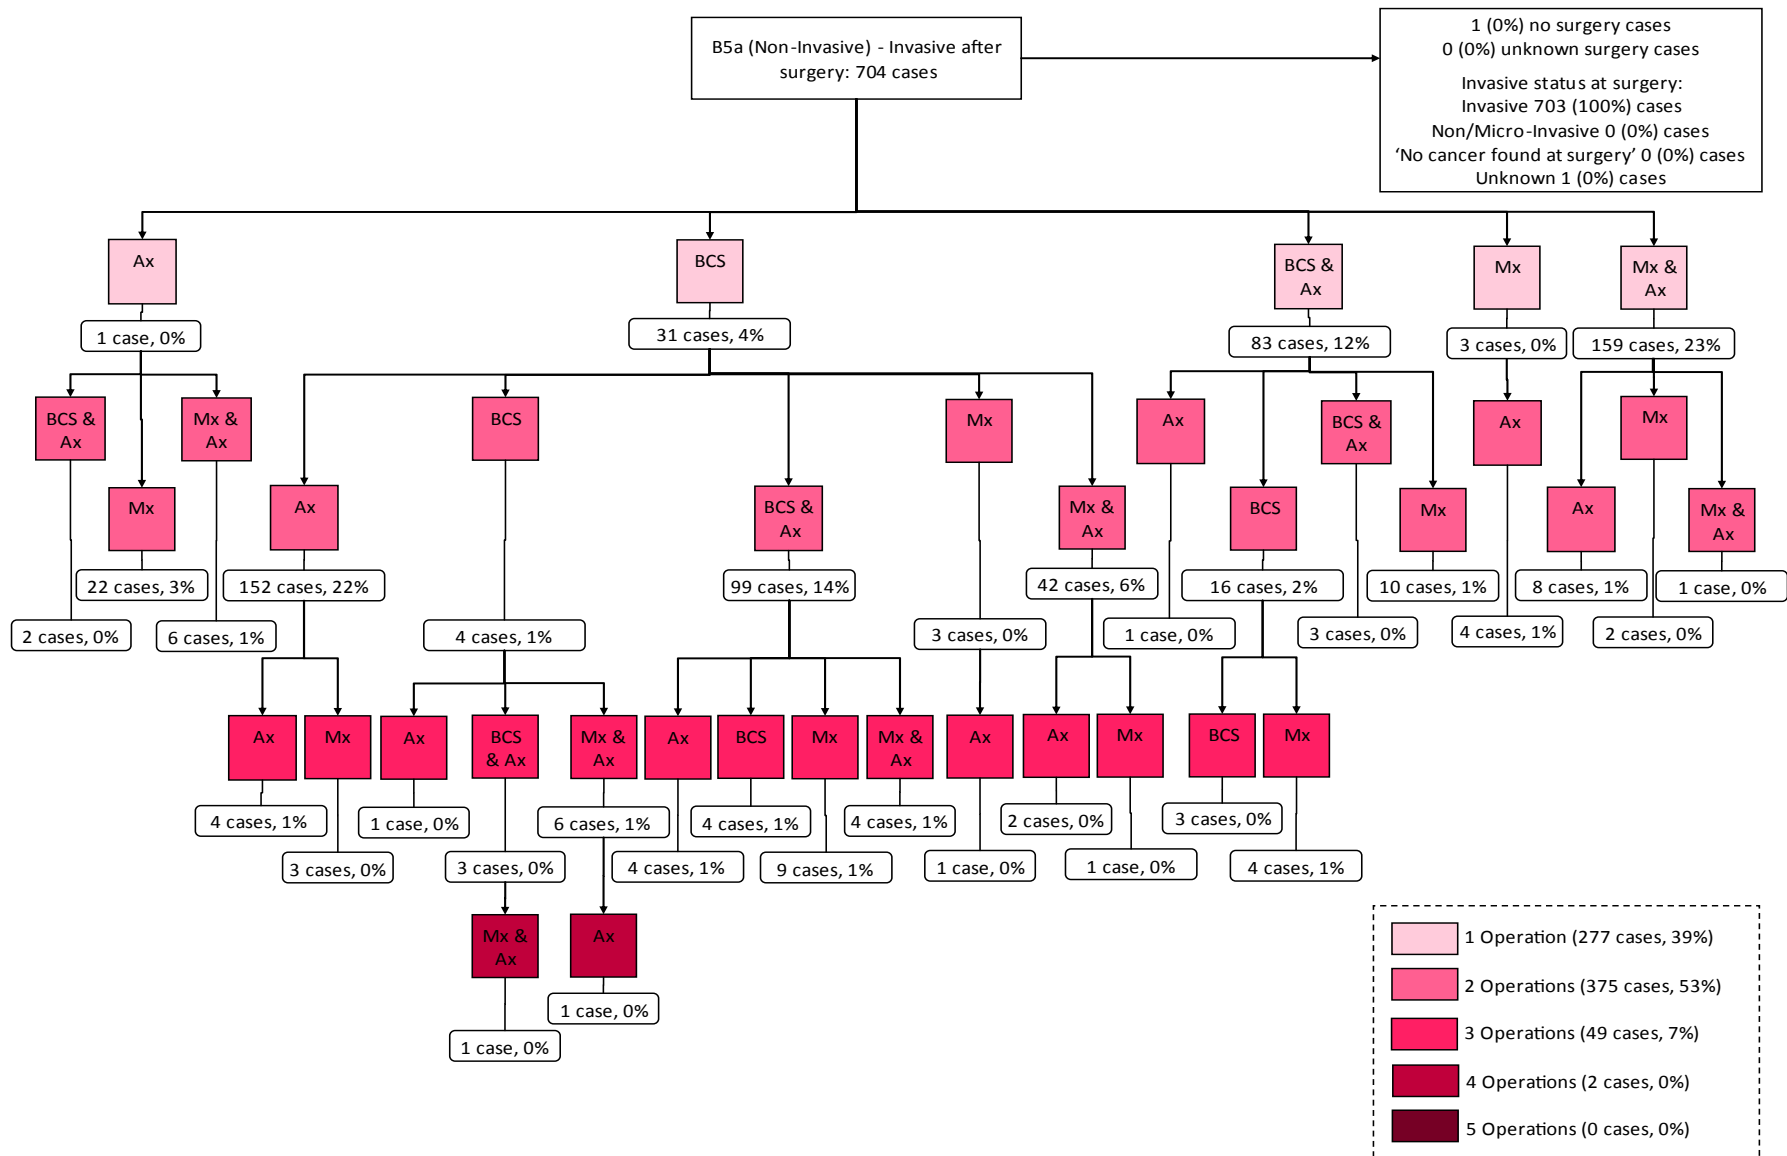 B5a (Non-Invasive) - Invasive after
surgery: 704 cases
1 (0%) no surgery cases
0 (0%) unknown surgery cases
Invasive status at surgery:
Invasive 703 (100%) cases
Non/Micro-Invasive 0 (0%) cases
‘No cancer found at surgery’ 0 (0%) cases
Unknown 1 (0%) cases
Ax
BCS
BCS &
Ax
Mx
Mx &
Ax
1 case, 0%
31 cases, 4%
83 cases, 12%
3 cases, 0%
159 cases, 23%
BCS &
Ax
Mx &
Ax
BCS
Mx
Ax
BCS &
Ax
Ax
Mx
Mx
Ax
BCS &
Ax
Mx &
Ax
BCS
Mx
Ax
Mx &
Ax
22 cases, 3%
152 cases, 22%
99 cases, 14%
42 cases, 6%
16 cases, 2%
10 cases, 1%
8 cases, 1%
1 case, 0%
2 cases, 0%
6 cases, 1%
4 cases, 1%
3 cases, 0%
1 case, 0%
3 cases, 0%
4 cases, 1%
2 cases, 0%
Ax
Mx
Ax
BCS
& Ax
Mx &
Ax
Ax
BCS
Mx
Mx &
Ax
Ax
Ax
Mx
BCS
Mx
4 cases, 1%
1 case, 0%
6 cases, 1%
4 cases, 1%
4 cases, 1%
2 cases, 0%
3 cases, 0%
3 cases, 0%
3 cases, 0%
4 cases, 1%
9 cases, 1%
1 case, 0%
1 case, 0%
4 cases, 1%
Mx &
Ax
Ax
1 case, 0%
1 case, 0%
1 Operation (277 cases, 39%)
2 Operations (375 cases, 53%)
3 Operations (49 cases, 7%)
4 Operations (2 cases, 0%)
5 Operations (0 cases, 0%)